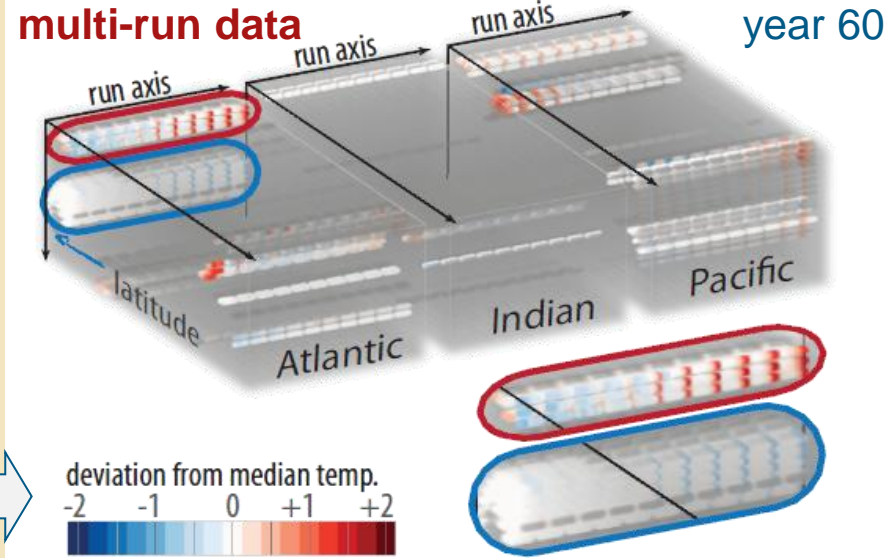 multi-run data
year 60
run axis
run axis
run axis
latitude
Atlantic
Indian
Pacific
deviation from median temp.
-2 -1 0 +1 +2